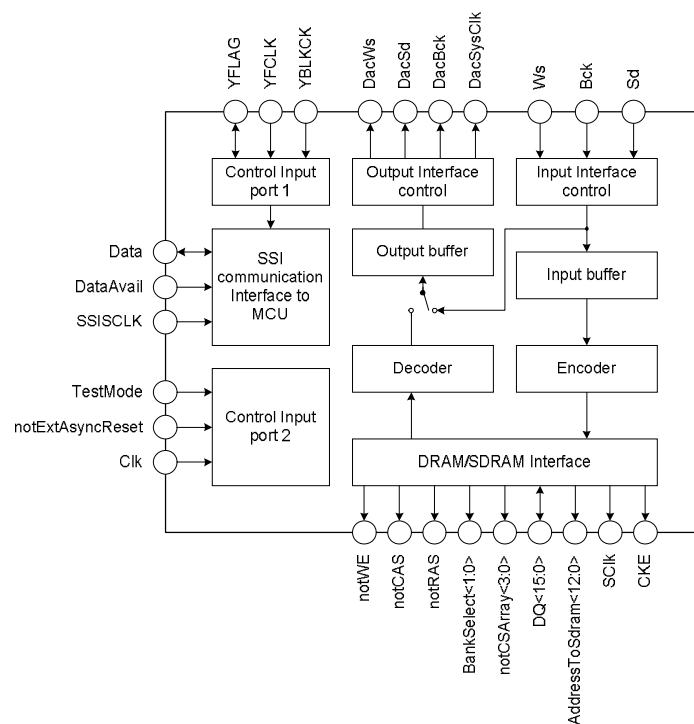 YFLAG
YFCLK
YBLKCK
DacWs
DacSd
DacBck
DacSysClk
Ws
Bck
Sd
Control Input
port 1
Output Interface
control
Input Interface
control
Data
DataAvail
SSISCLK
SSI
communication
Interface to
MCU
Output buffer
Input buffer
TestMode
notExtAsyncReset
Clk
Control Input
port 2
Decoder
Encoder
DRAM/SDRAM Interface
notWE
notCAS
notRAS
BankSelect<1:0>
notCSArray<3:0>
DQ<15:0>
AddressToSdram<12:0>
SClk
CKE